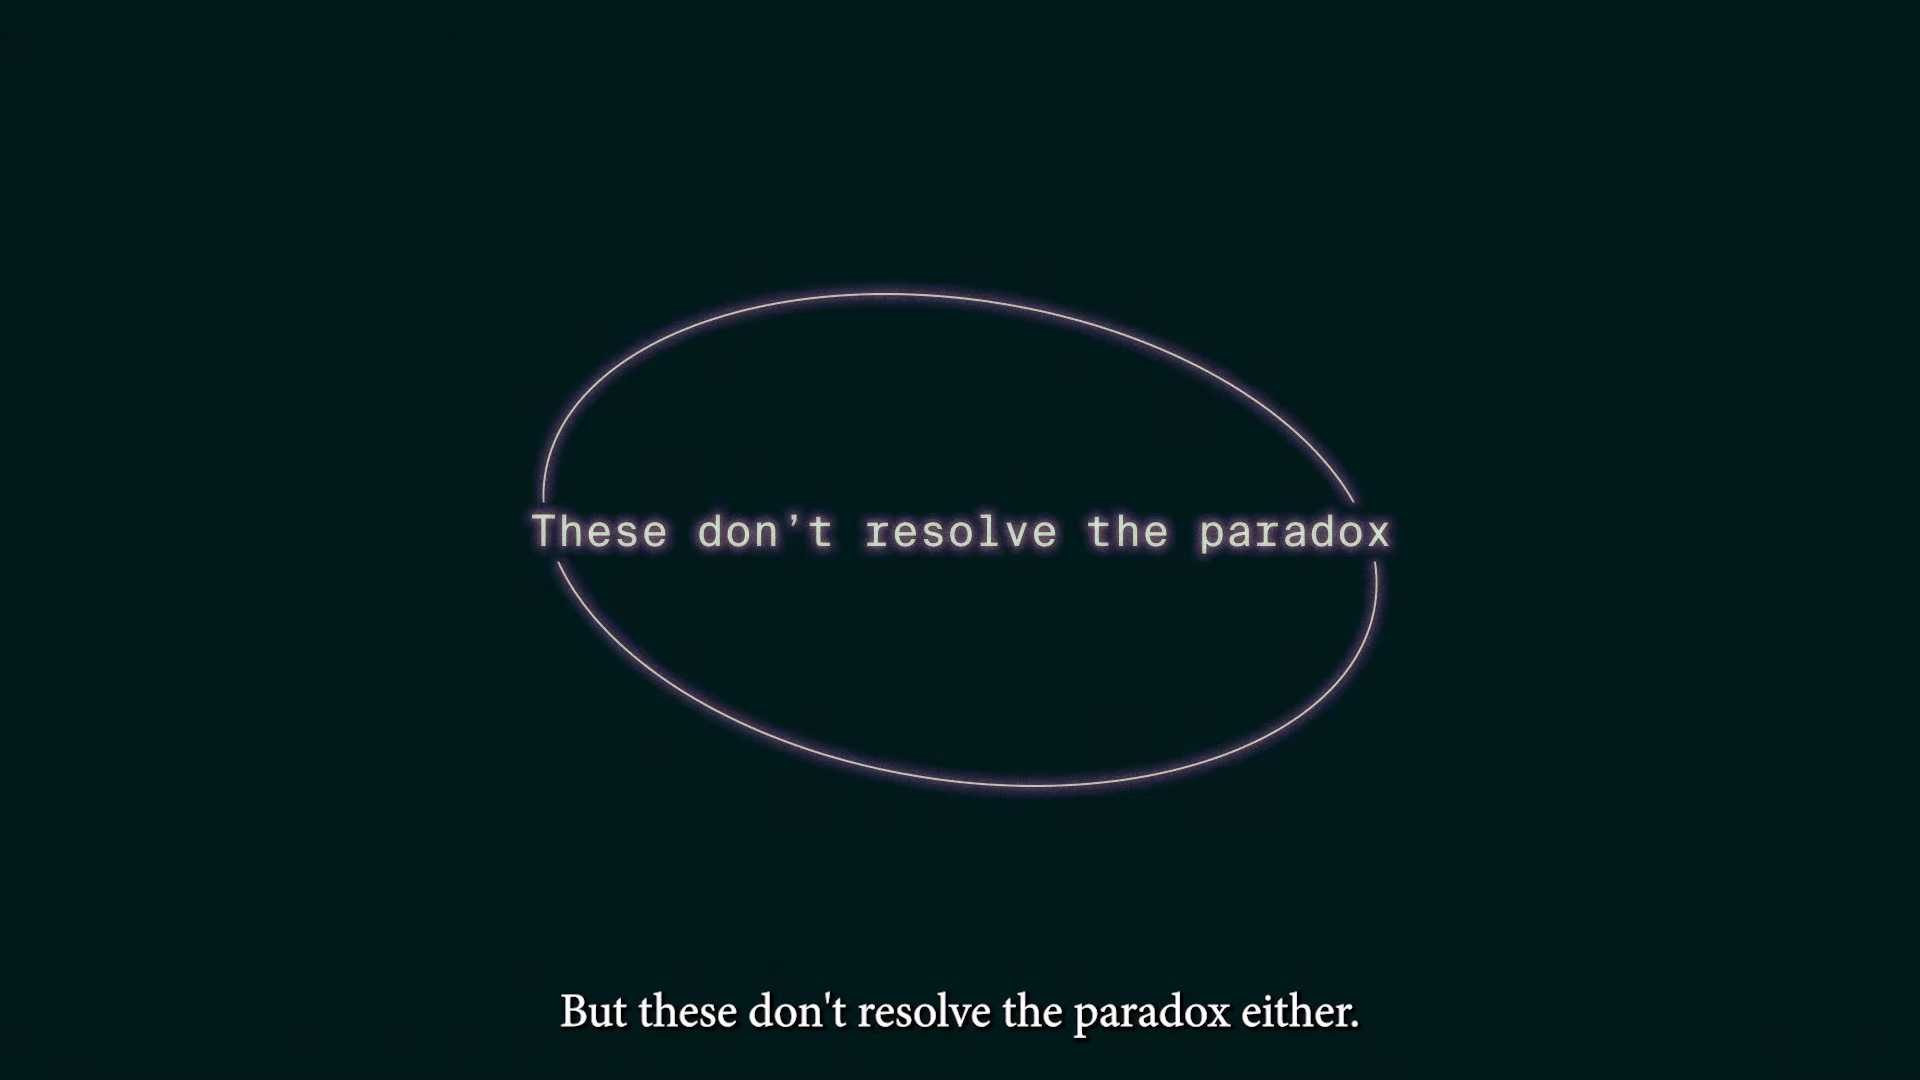 These don’t resolve the paradox
But these don't resolve the paradox either.